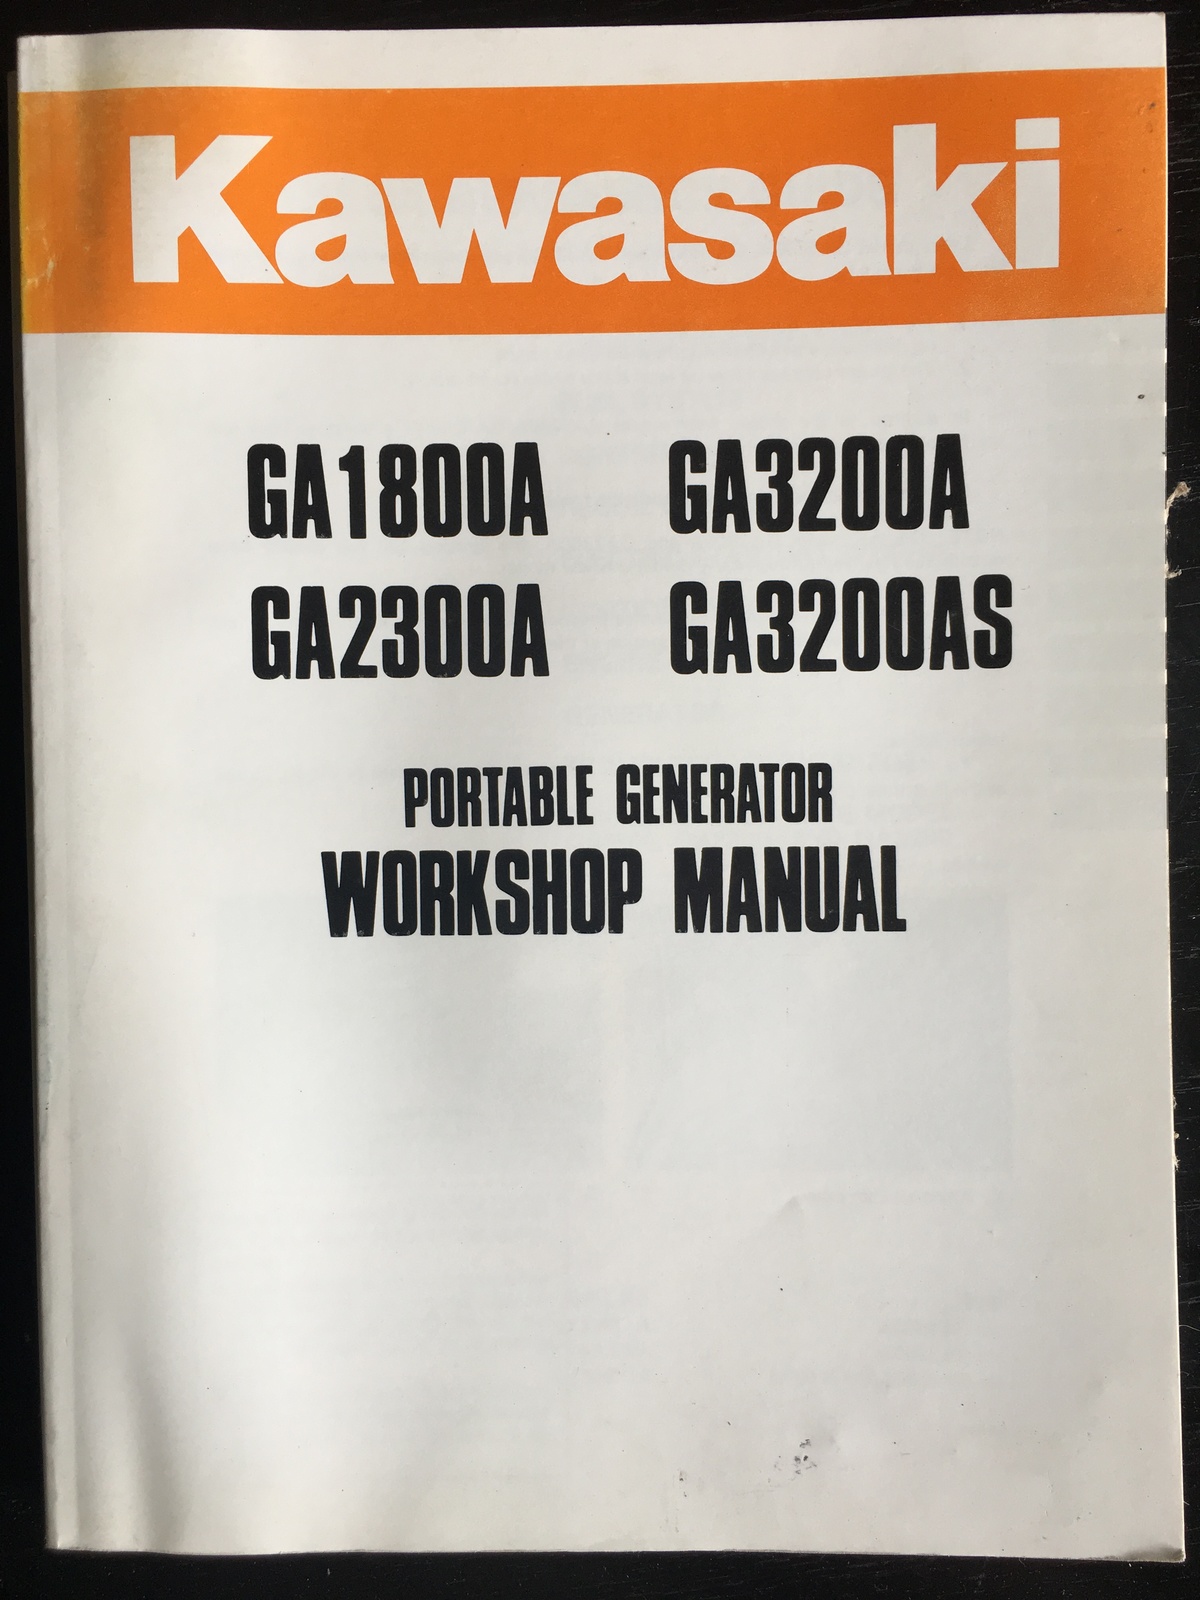 Kawasaki
GA1800A GA3200A
GA2300A GA3200AS
PORTABLE GENERATOR
WORKSHOP MANUAL